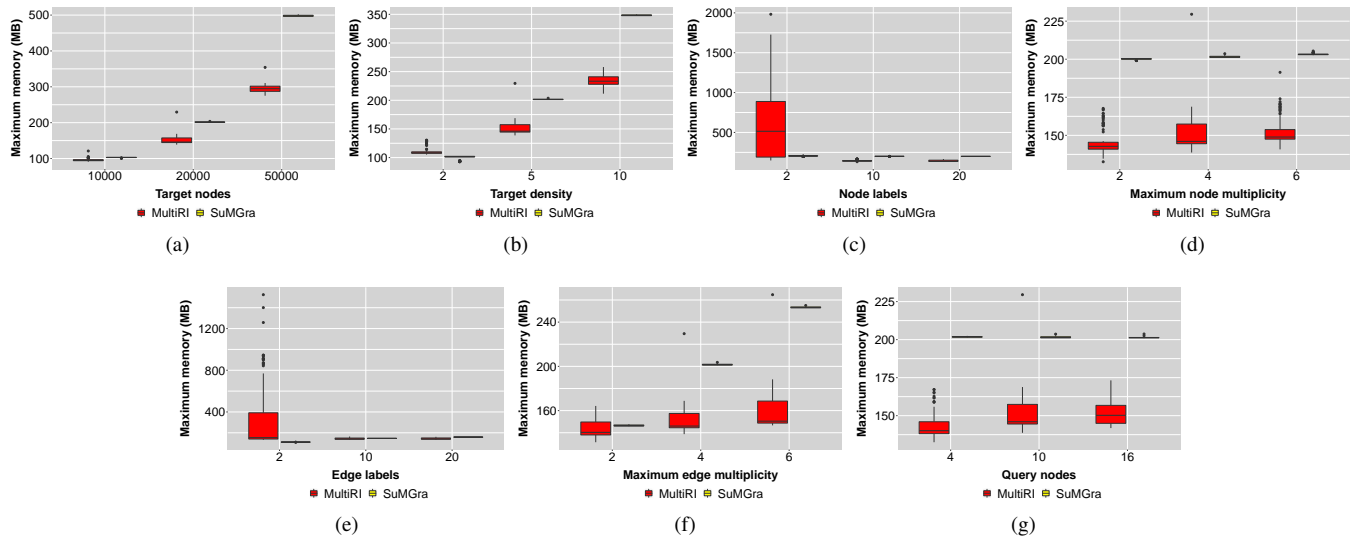 Maximum memory (MB)
500
400
300
200
100
10000 20000 50000
Target nodes
MultiRI SuMGra
(a)
Maximum memory (MB)
350
250
200
150
100
2 5 10
Target density
MultiRI SuMGra
(b)
Maximum memory (MB)
2000
1500
1000
500
2 10 20
Node labels
MultiRI SuMGra
(c)
Maximum memory (MB)
225
200
175
150
2 4 6
Maximum node multiplicity
MultiRI SuMGra
(d)
Maximum memory (MB)
1200
800
400
2 10 20
Edge labels
MultiRI SuMGra
(e)
Maximum memory (MB)
240
200
160
2 4 6
Maximum edge multiplicity
MultiRI SuMGra
(f)
Maximum memory (MB)
225
200
175
150
4 10 16
Query nodes
MultiRI SuMGra
(g)